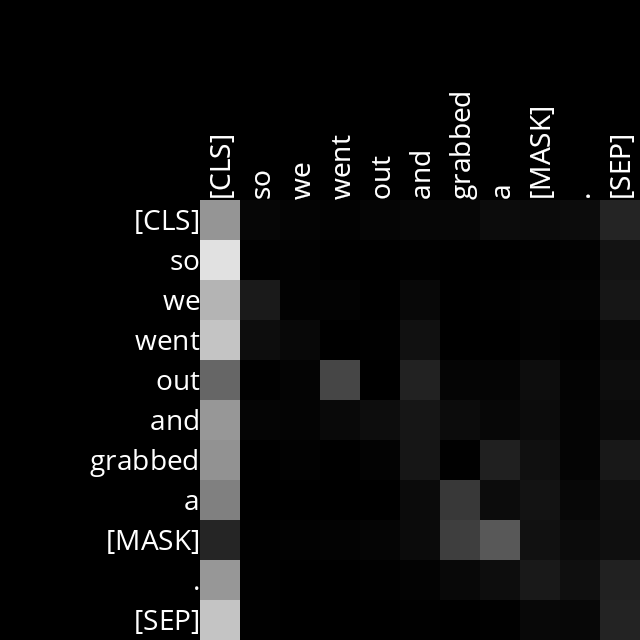 [CLS] so we went out and grabbed a [MASK] . [SEP]
[CLS]
so
we
went
out
and
grabbed
a
[MASK]
.
[SEP]